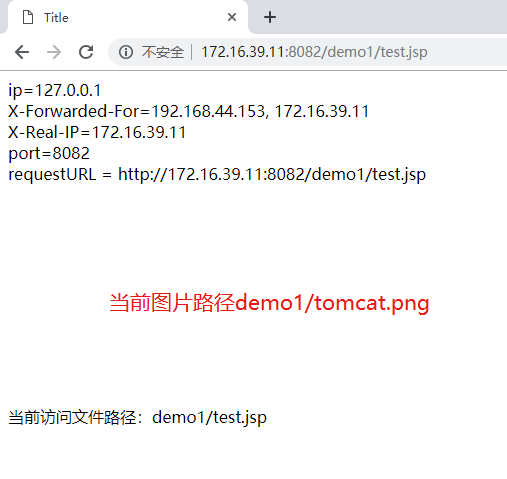 Title
不安全 172.16.39.11:8082/demo1/test.jsp
ip=127.0.0.1
X-Forwarded-For=192.168.44.153, 172.16.39.11
X-Real-IP=172.16.39.11
port=8082
requestURL = http://172.16.39.11:8082/demo1/test.jsp
当前图片路径demo1/tomcat.png
当前访问文件路径：demo1/test.jsp